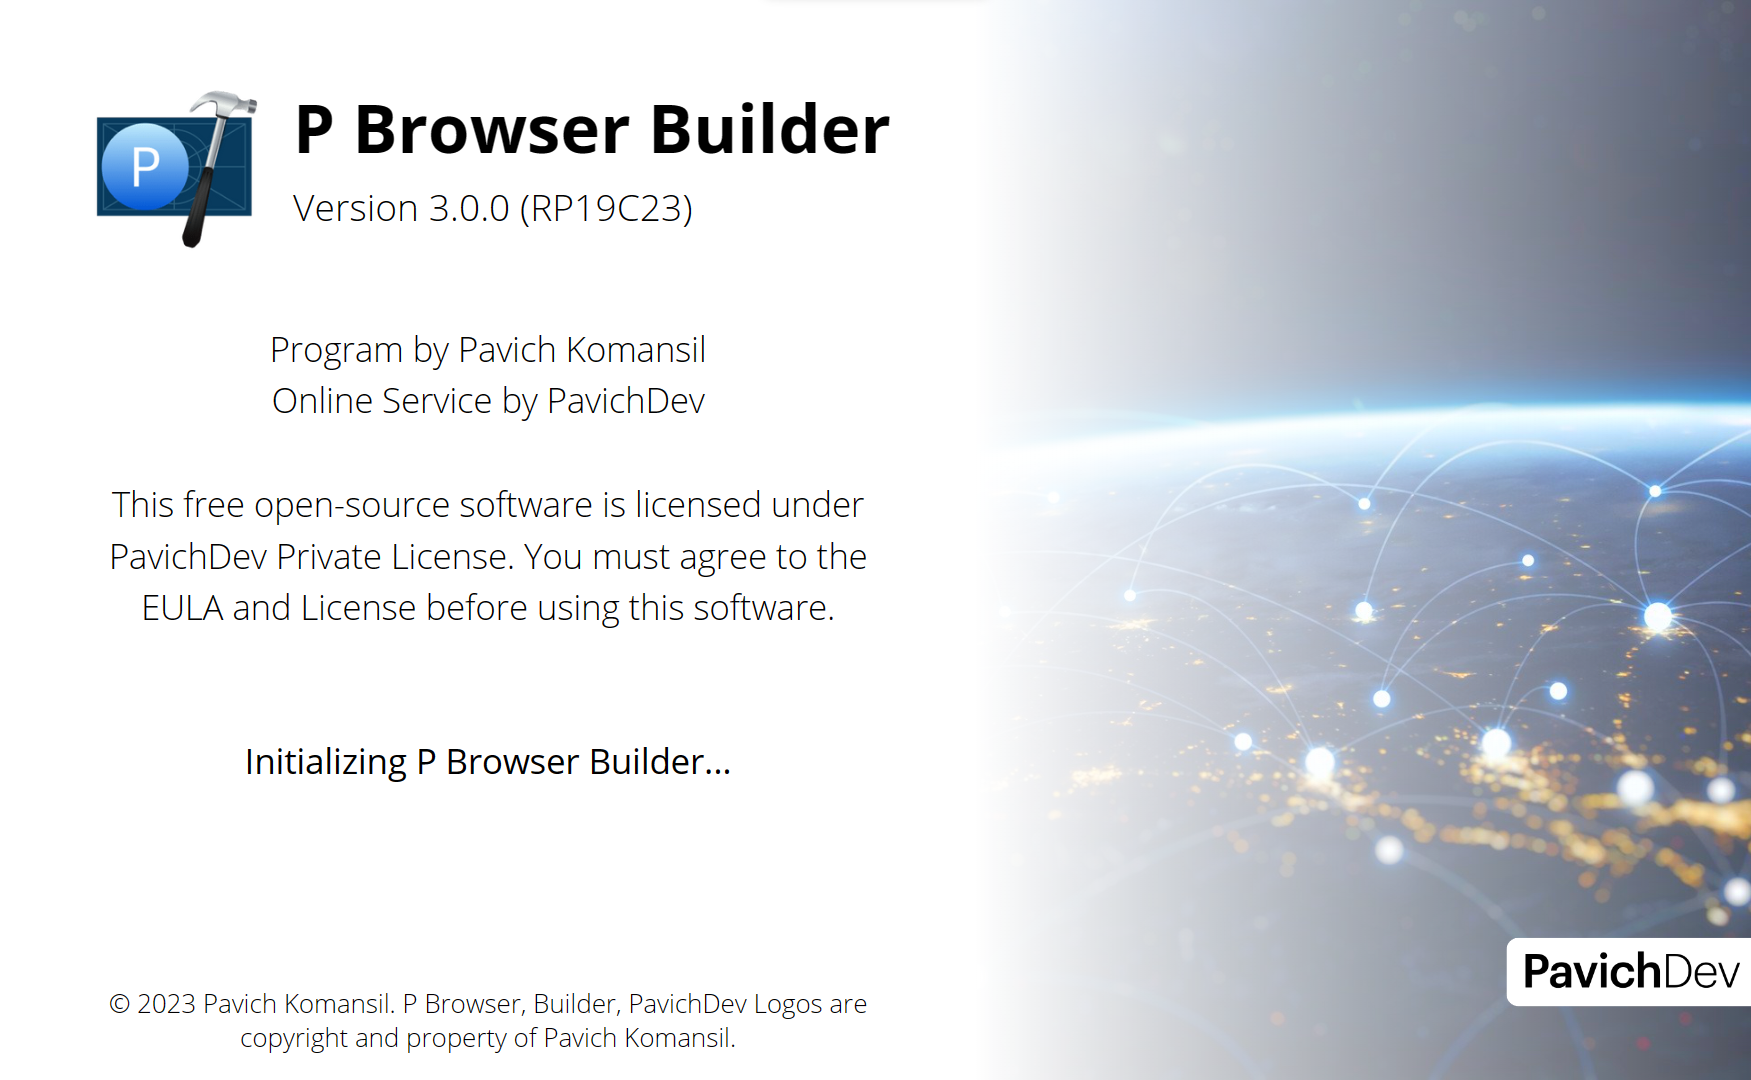 P
P Browser Builder
Version 3.0.0 (RP19C23)
Program by Pavich Komansil
Online Service by PavichDev
This free open-source software is licensed under
PavichDev Private License. You must agree to the
EULA and License before using this software.
Initializing P Browser Builder...
© 2023 Pavich Komansil. P Browser, Builder, PavichDev Logos are
copyright and property of Pavich Komansil.
PavichDev